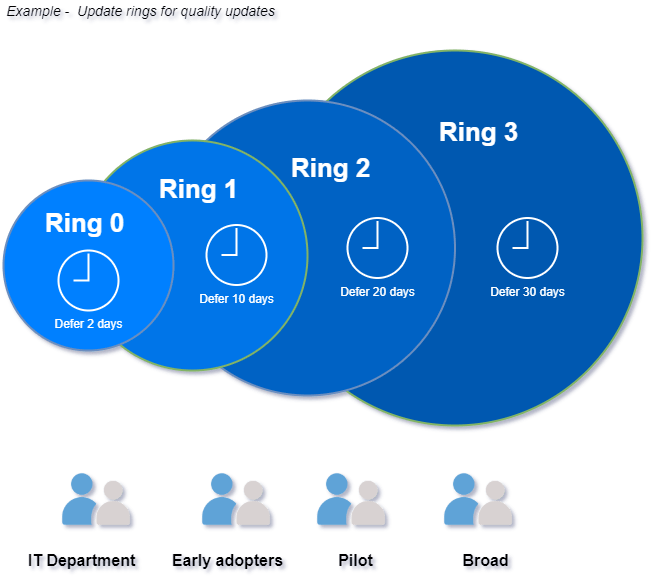 Example - Update rings for quality updates
Ring 3
Ring 2
Ring 1
Ring 0
Defer 2 days
Defer 10 days
Defer 20 days
Defer 30 days
IT Department
Early adopters
Pilot
Broad